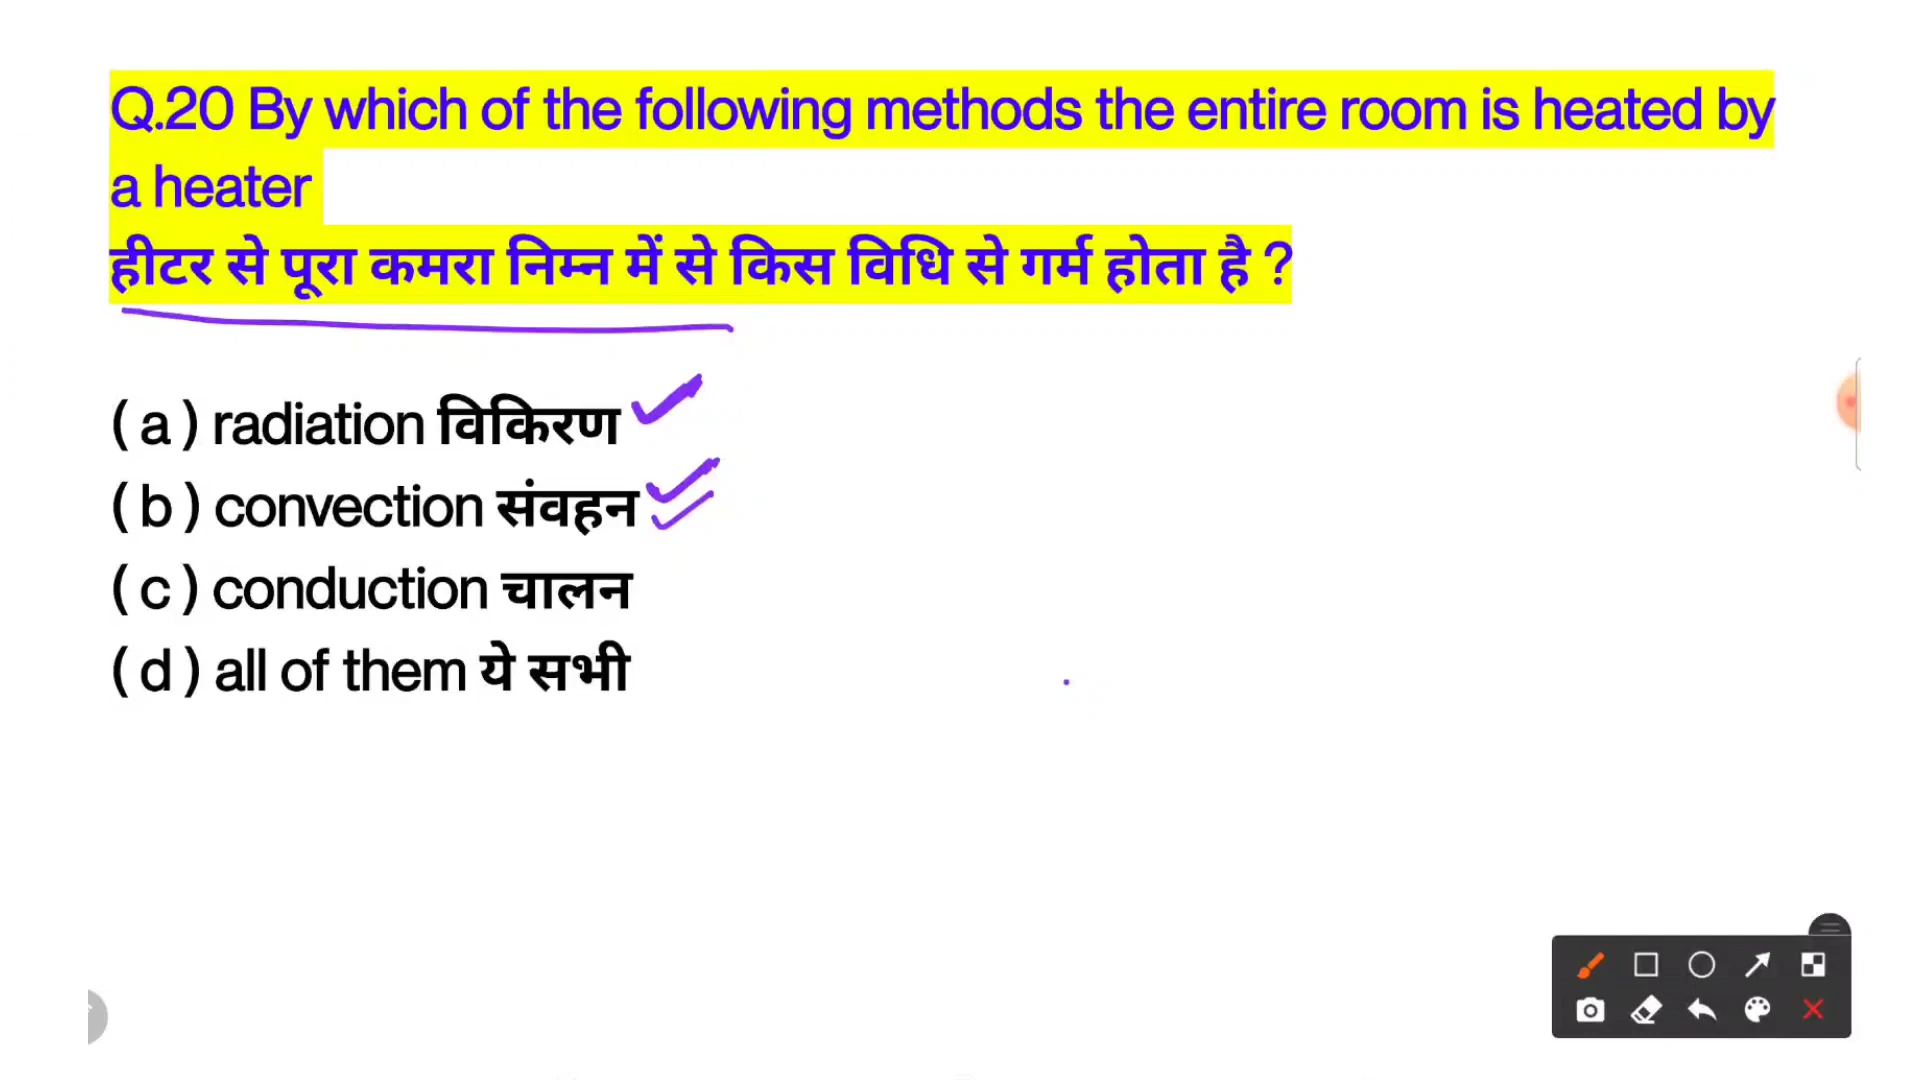 Q.20 By which of the following methods the entire room is heated by
a heater
हीटर से पूरा कमरा निम्न में से किस विधि से गर्म होता है ?
( a ) radiation विकिरण
( b ) convection संवहन
( c ) conduction चालन
( d ) all of them ये सभी